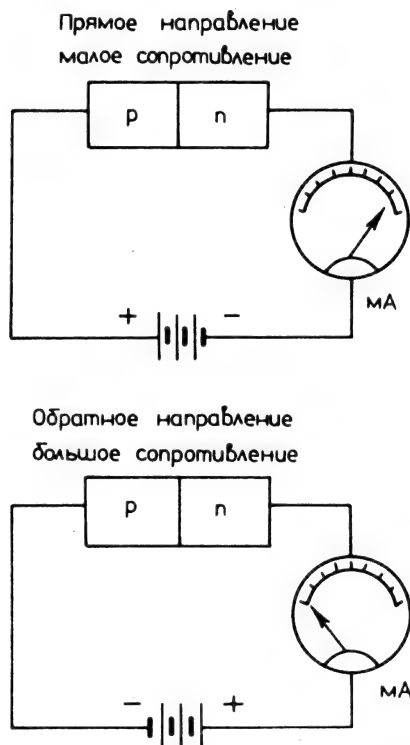 Прямое направление
малое сопротивление
p n
мА
+ −
Обратное направление
большое сопротивление
p n
мА
− +